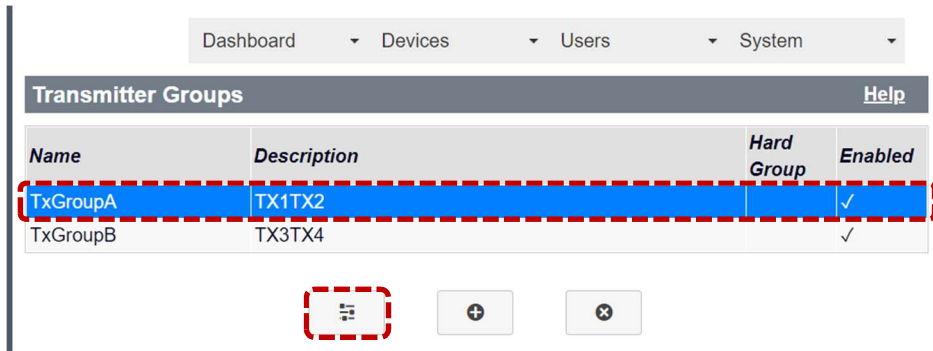 Dashboard Devices Users System
Transmitter Groups Help
Name Description Hard Group Enabled
TxGroupA TX1TX2 ✓
TxGroupB TX3TX4 ✓